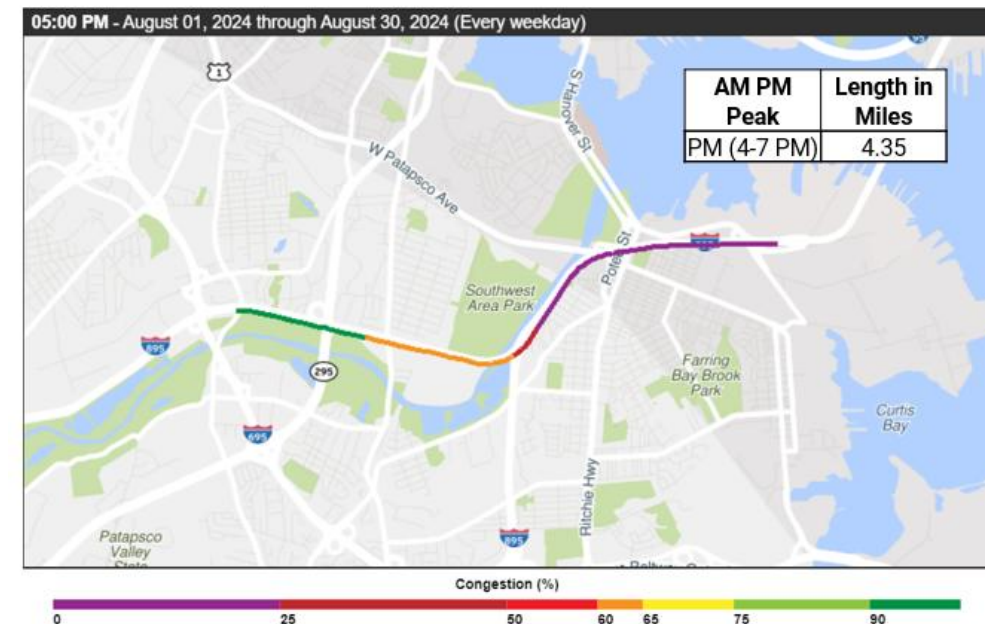 05:00 PM - August 01, 2024 through August 30, 2024 (Every weekday)
95
1
S Hanover St
AM PM Peak
Length in Miles
PM (4-7 PM)
4.35
W Patapsco Ave
Potee St
Southwest
Area Park
895
295
Farring
Bay Brook
Park
695
Curtis
Bay
Ritchie Hwy
895
Patapsco
Valley
State
Congestion (%)
0 25 50 60 65 75 90